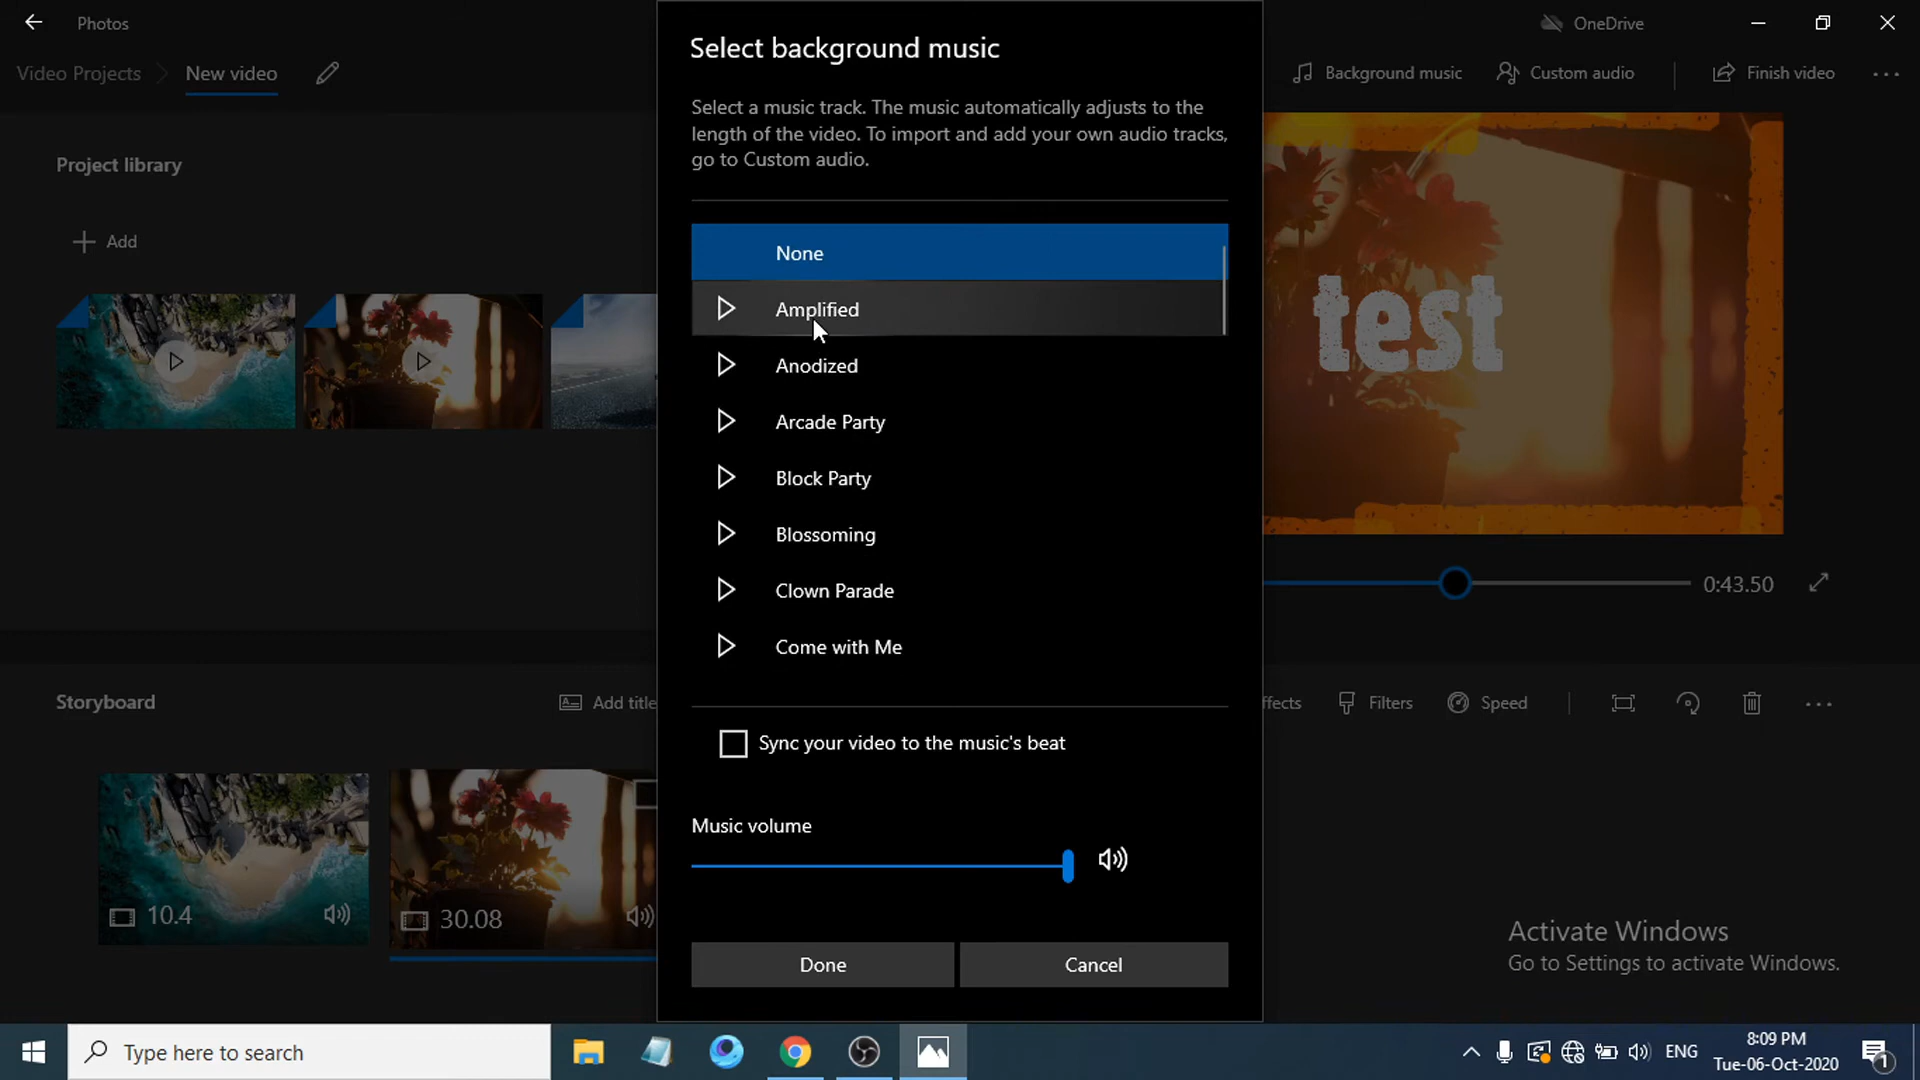 Photos
OneDrive
Video Projects
New video
Background music
Custom audio
Finish video
Select background music
Select a music track. The music automatically adjusts to the
length of the video. To import and add your own audio tracks,
go to Custom audio.
Project library
Add
None
Amplified
Anodized
Arcade Party
Block Party
Blossoming
Clown Parade
Come with Me
test
0:43.50
Storyboard
Add title
ffects
Filters
Speed
Sync your video to the music's beat
Music volume
10.4
30.08
Done
Cancel
Activate Windows
Go to Settings to activate Windows.
Type here to search
ENG
8:09 PM
Tue-06-Oct-2020
1